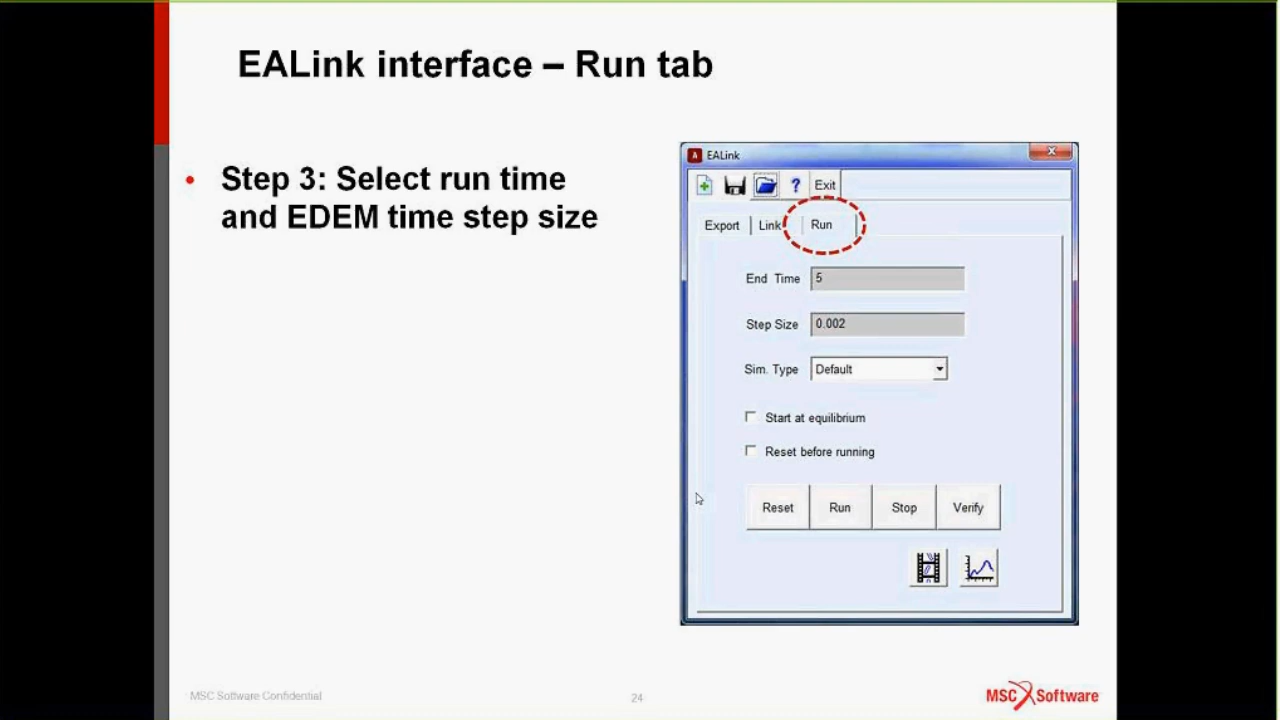 EALink interface – Run tab
• Step 3: Select run time
and EDEM time step size
EALink
? Exit
Export Link Run
End Time 5
Step Size 0.002
Sim. Type Default
Start at equilibrium
Reset before running
Reset Run Stop Verify
MSC Software Confidential
24
MSC Software